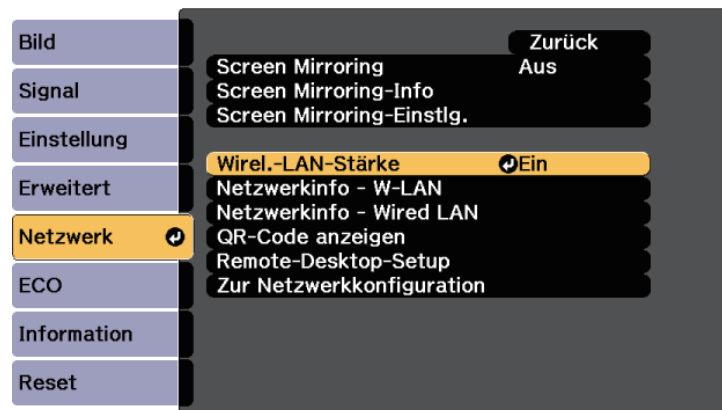 Bild
Signal
Einstellung
Erweitert
Netzwerk
ECO
Information
Reset
Zurück
Screen Mirroring Aus
Screen Mirroring-Info
Screen Mirroring-Einstlg.
Wirel.-LAN-Stärke Ein
Netzwerkinfo - W-LAN
Netzwerkinfo - Wired LAN
QR-Code anzeigen
Remote-Desktop-Setup
Zur Netzwerkkonfiguration